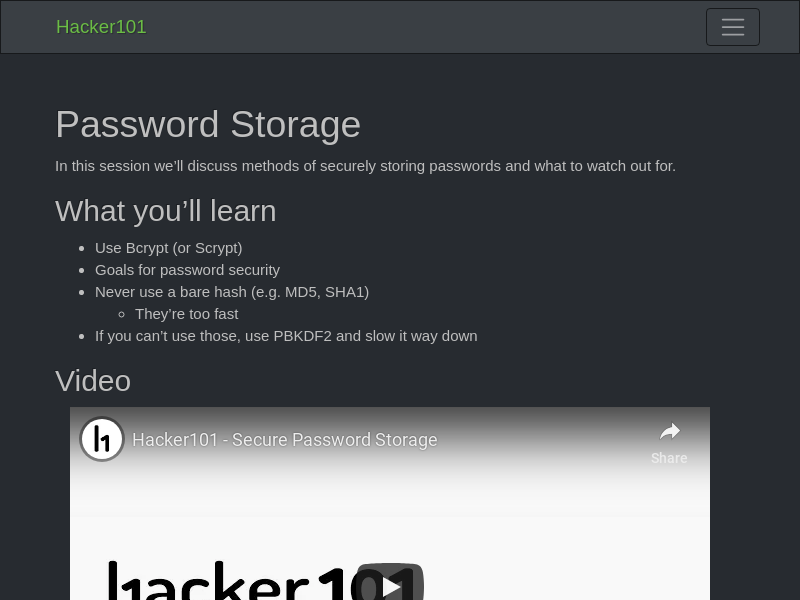 Hacker101
Password Storage
In this session we’ll discuss methods of securely storing passwords and what to watch out for.
What you’ll learn
Use Bcrypt (or Scrypt)
Goals for password security
Never use a bare hash (e.g. MD5, SHA1)
They’re too fast
If you can’t use those, use PBKDF2 and slow it way down
Video
h1
Hacker101 - Secure Password Storage
Share
hacker101